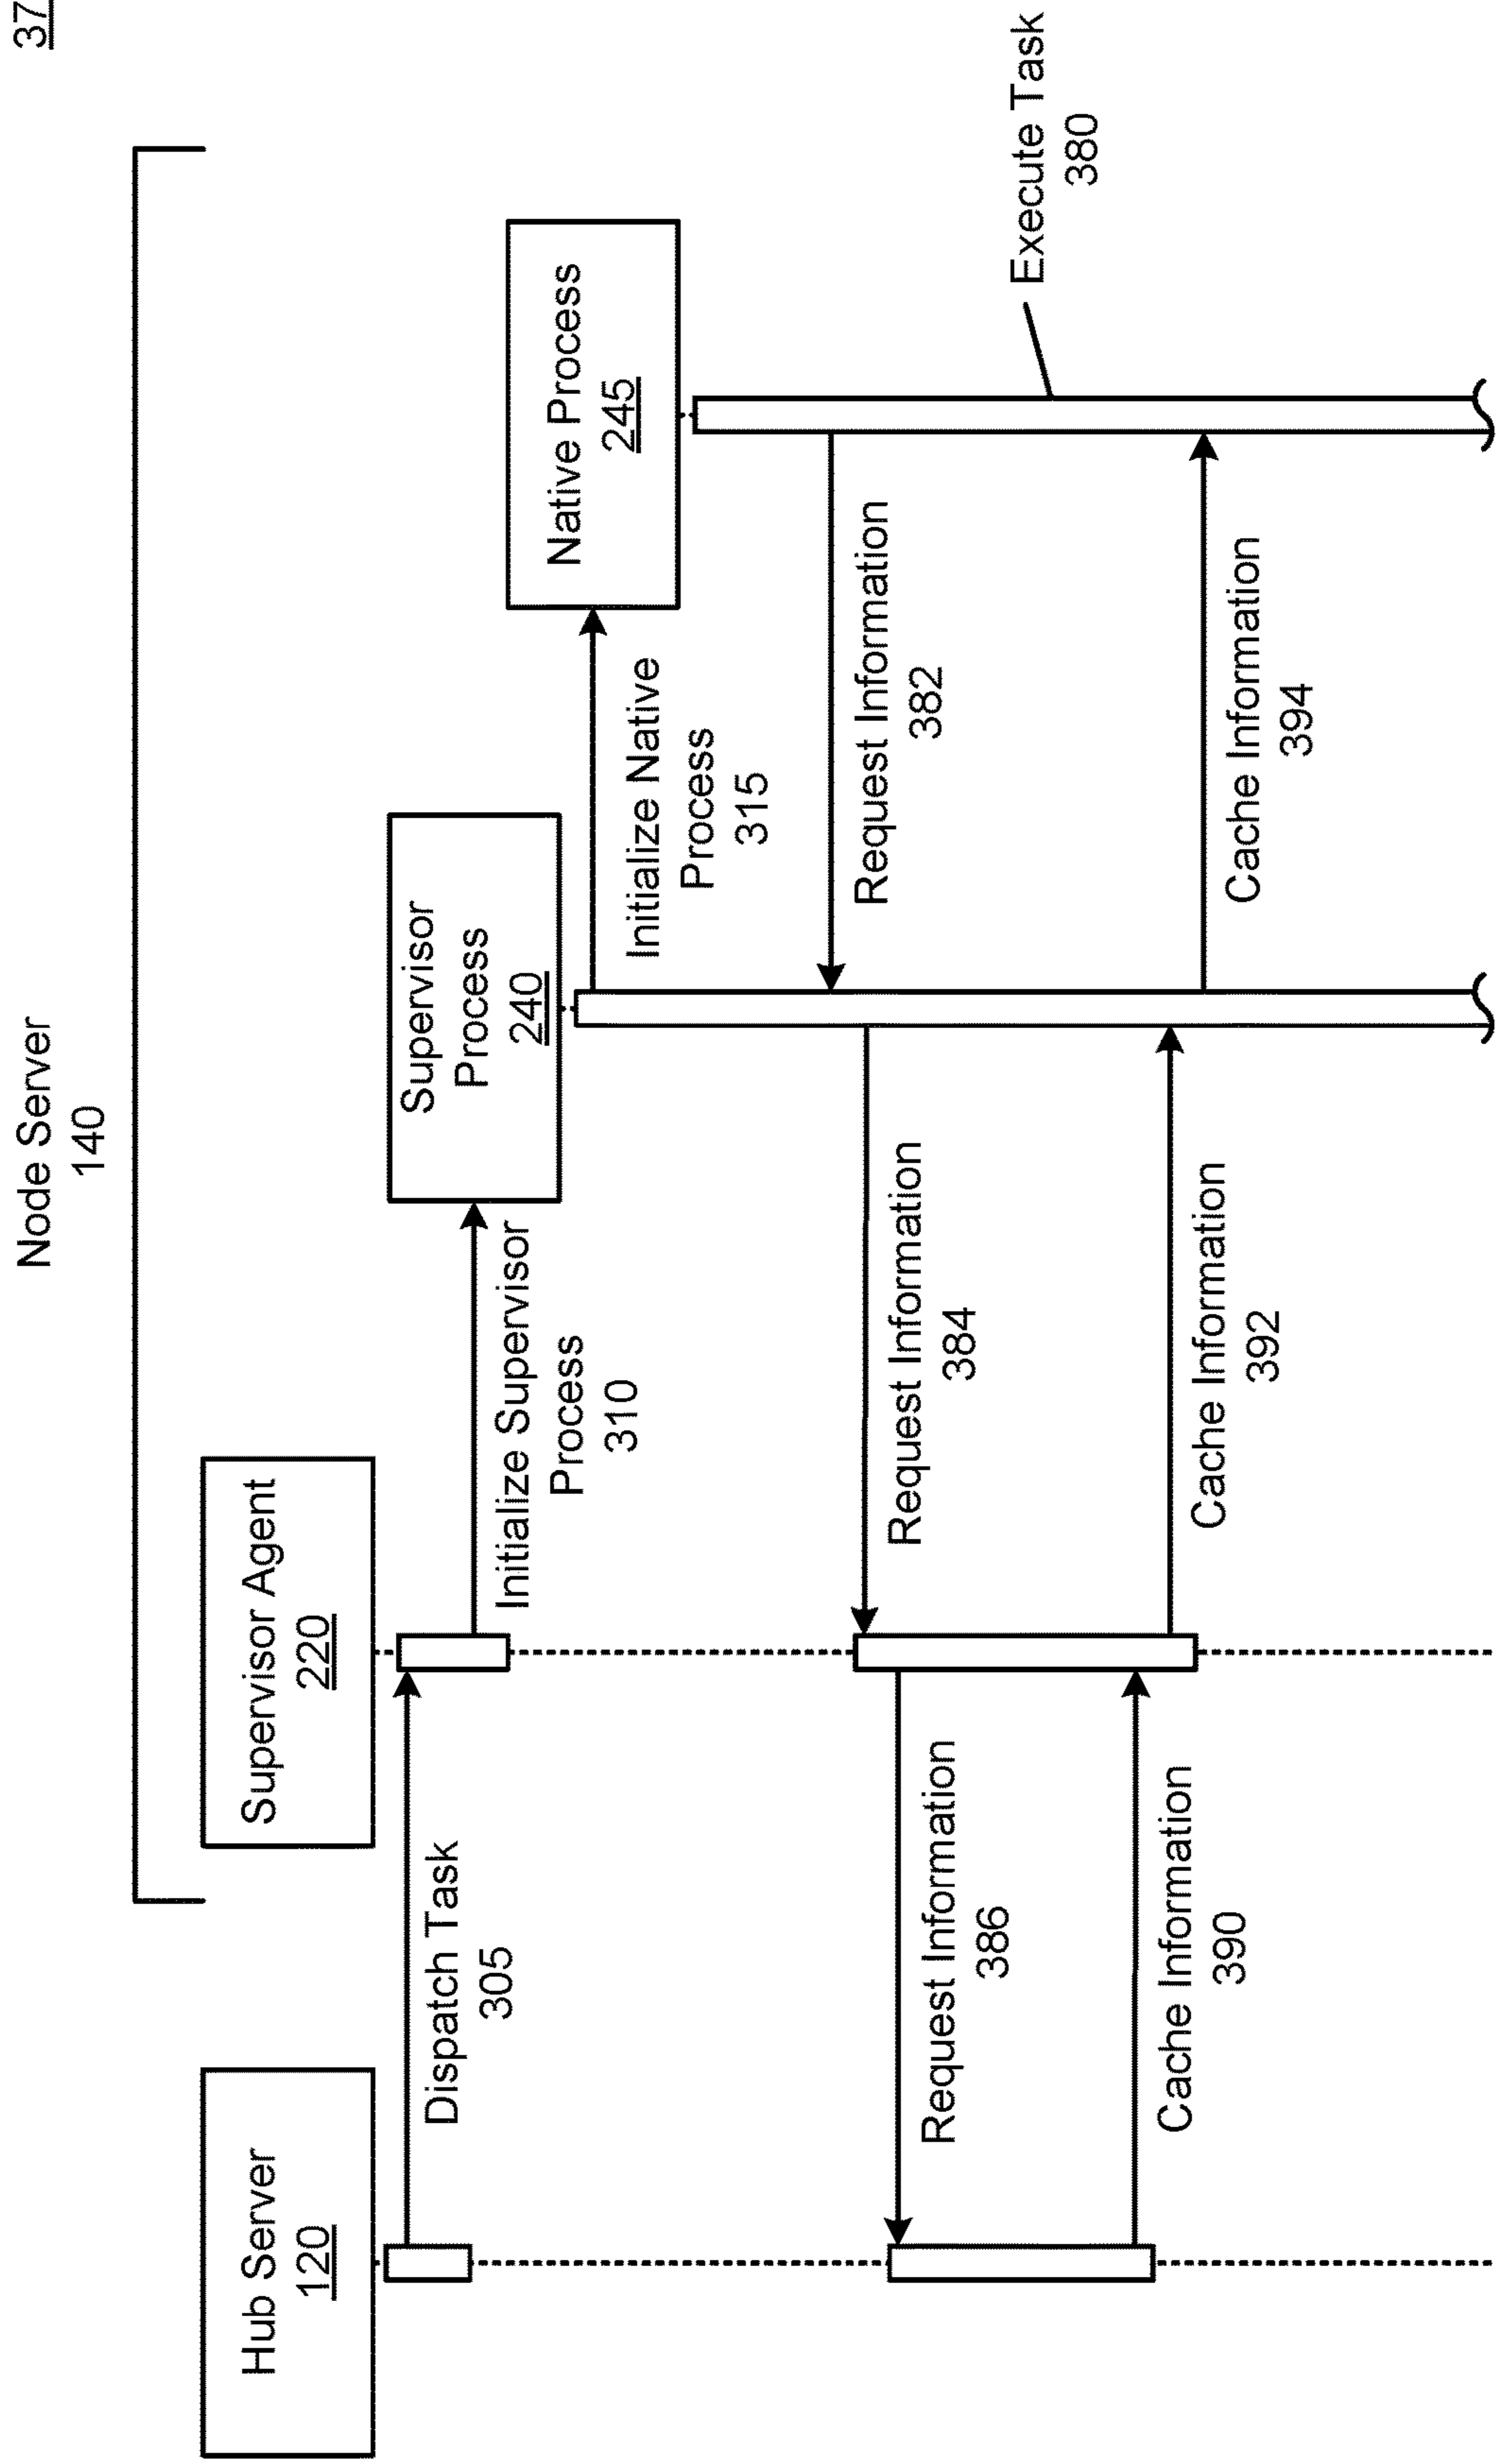 37
Node Server
140
Hub Server
120
Supervisor Agent
220
Supervisor
Process
240
Native Process
245
Dispatch Task
305
Initialize Supervisor
Process
310
Initialize Native
Process
315
Request Information
382
Request Information
384
Request Information
386
Execute Task
380
Cache Information
390
Cache Information
392
Cache Information
394